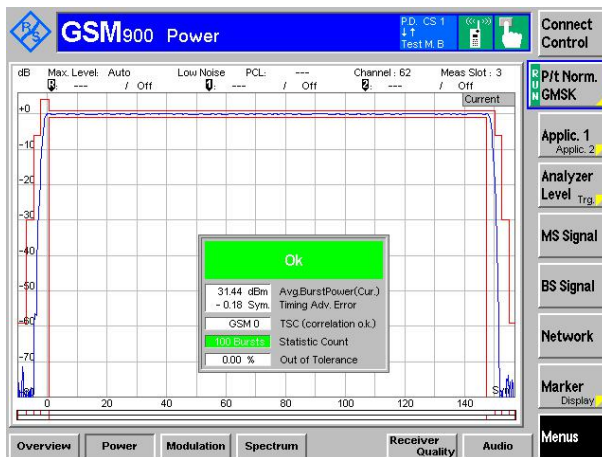 R&S
GSM900 Power
P.D. CS 1
Test M. B
Connect Control
dB Max. Level: Auto Low Noise PCL: --- Channel : 62 Meas Slot : 3
--- / Off 1: --- / Off 2: --- / Off
Current
RUN
P/t Norm. GMSK
Applic. 1
Applic. 2
Analyzer Level Trg.
MS Signal
BS Signal
Network
Marker
Display
Menus
+0
-10
-20
-30
-40
-50
-60
-70
Ok
31.44 dBm Avg.BurstPower(Cur.)
- 0.18 Sym. Timing Adv. Error
GSM 0 TSC (correlation o.k.)
100 Bursts Statistic Count
0.00 % Out of Tolerance
0 20 40 60 80 100 120 140
Overview Power Modulation Spectrum Receiver Quality Audio